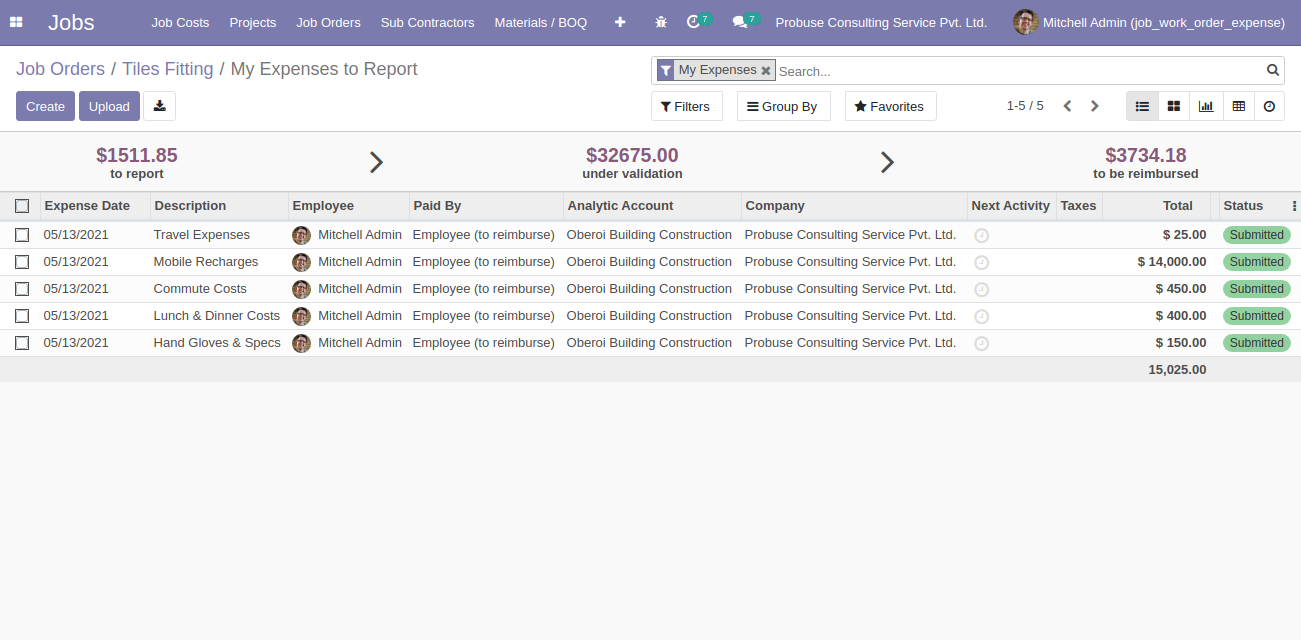 Jobs Job Costs Projects Job Orders Sub Contractors Materials / BOQ 7 7 Probuse Consulting Service Pvt. Ltd. Mitchell Admin (job_work_order_expense)
Job Orders / Tiles Fitting / My Expenses to Report
My Expenses Search...
Create Upload Filters Group By Favorites 1-5 / 5
$1511.85 $32675.00 $3734.18
to report under validation to be reimbursed
Expense Date Description Employee Paid By Analytic Account Company Next Activity Taxes Total Status
05/13/2021 Travel Expenses Mitchell Admin Employee (to reimburse) Oberoi Building Construction Probuse Consulting Service Pvt. Ltd. $ 25.00 Submitted
05/13/2021 Mobile Recharges Mitchell Admin Employee (to reimburse) Oberoi Building Construction Probuse Consulting Service Pvt. Ltd. $ 14,000.00 Submitted
05/13/2021 Commute Costs Mitchell Admin Employee (to reimburse) Oberoi Building Construction Probuse Consulting Service Pvt. Ltd. $ 450.00 Submitted
05/13/2021 Lunch & Dinner Costs Mitchell Admin Employee (to reimburse) Oberoi Building Construction Probuse Consulting Service Pvt. Ltd. $ 400.00 Submitted
05/13/2021 Hand Gloves & Specs Mitchell Admin Employee (to reimburse) Oberoi Building Construction Probuse Consulting Service Pvt. Ltd. $ 150.00 Submitted
15,025.00